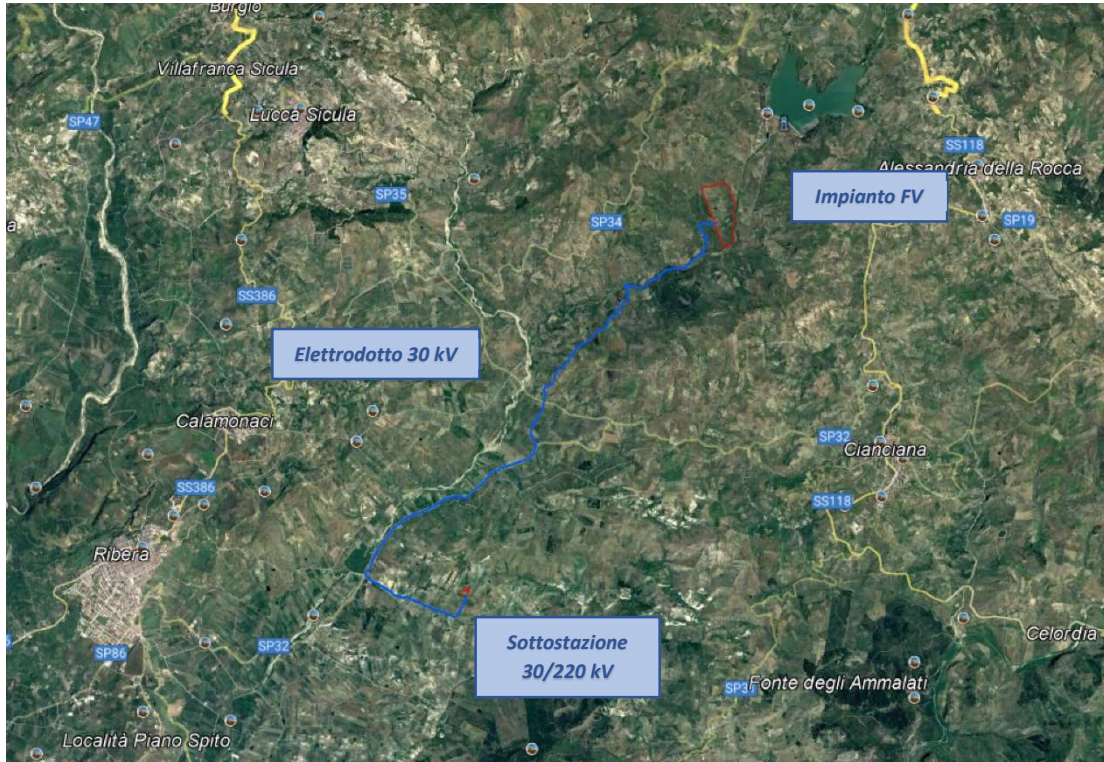 Burgio
Villafranca Sicula
Lucca Sicula
SP47
SS118
Alessandria della Rocca
Impianto FV
SP35
SP34
SP19
SS386
Elettrodotto 30 kV
Calamonaci
SP32
Cianciana
SS386
SS118
Ribera
Sottostazione
30/220 kV
Celordia
SP32
SP86
Fonte degli Ammalati
Località Piano Spito